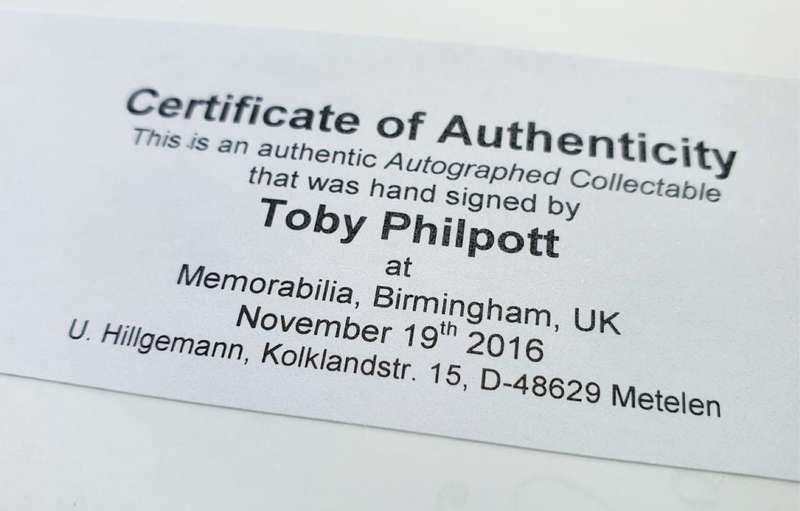 Certificate of Authenticity
This is an authentic Autographed Collectable
that was hand signed by
Toby Philpott
at
Memorabilia, Birmingham, UK
November 19th 2016
U. Hillgemann, Kolklandstr. 15, D-48629 Metelen